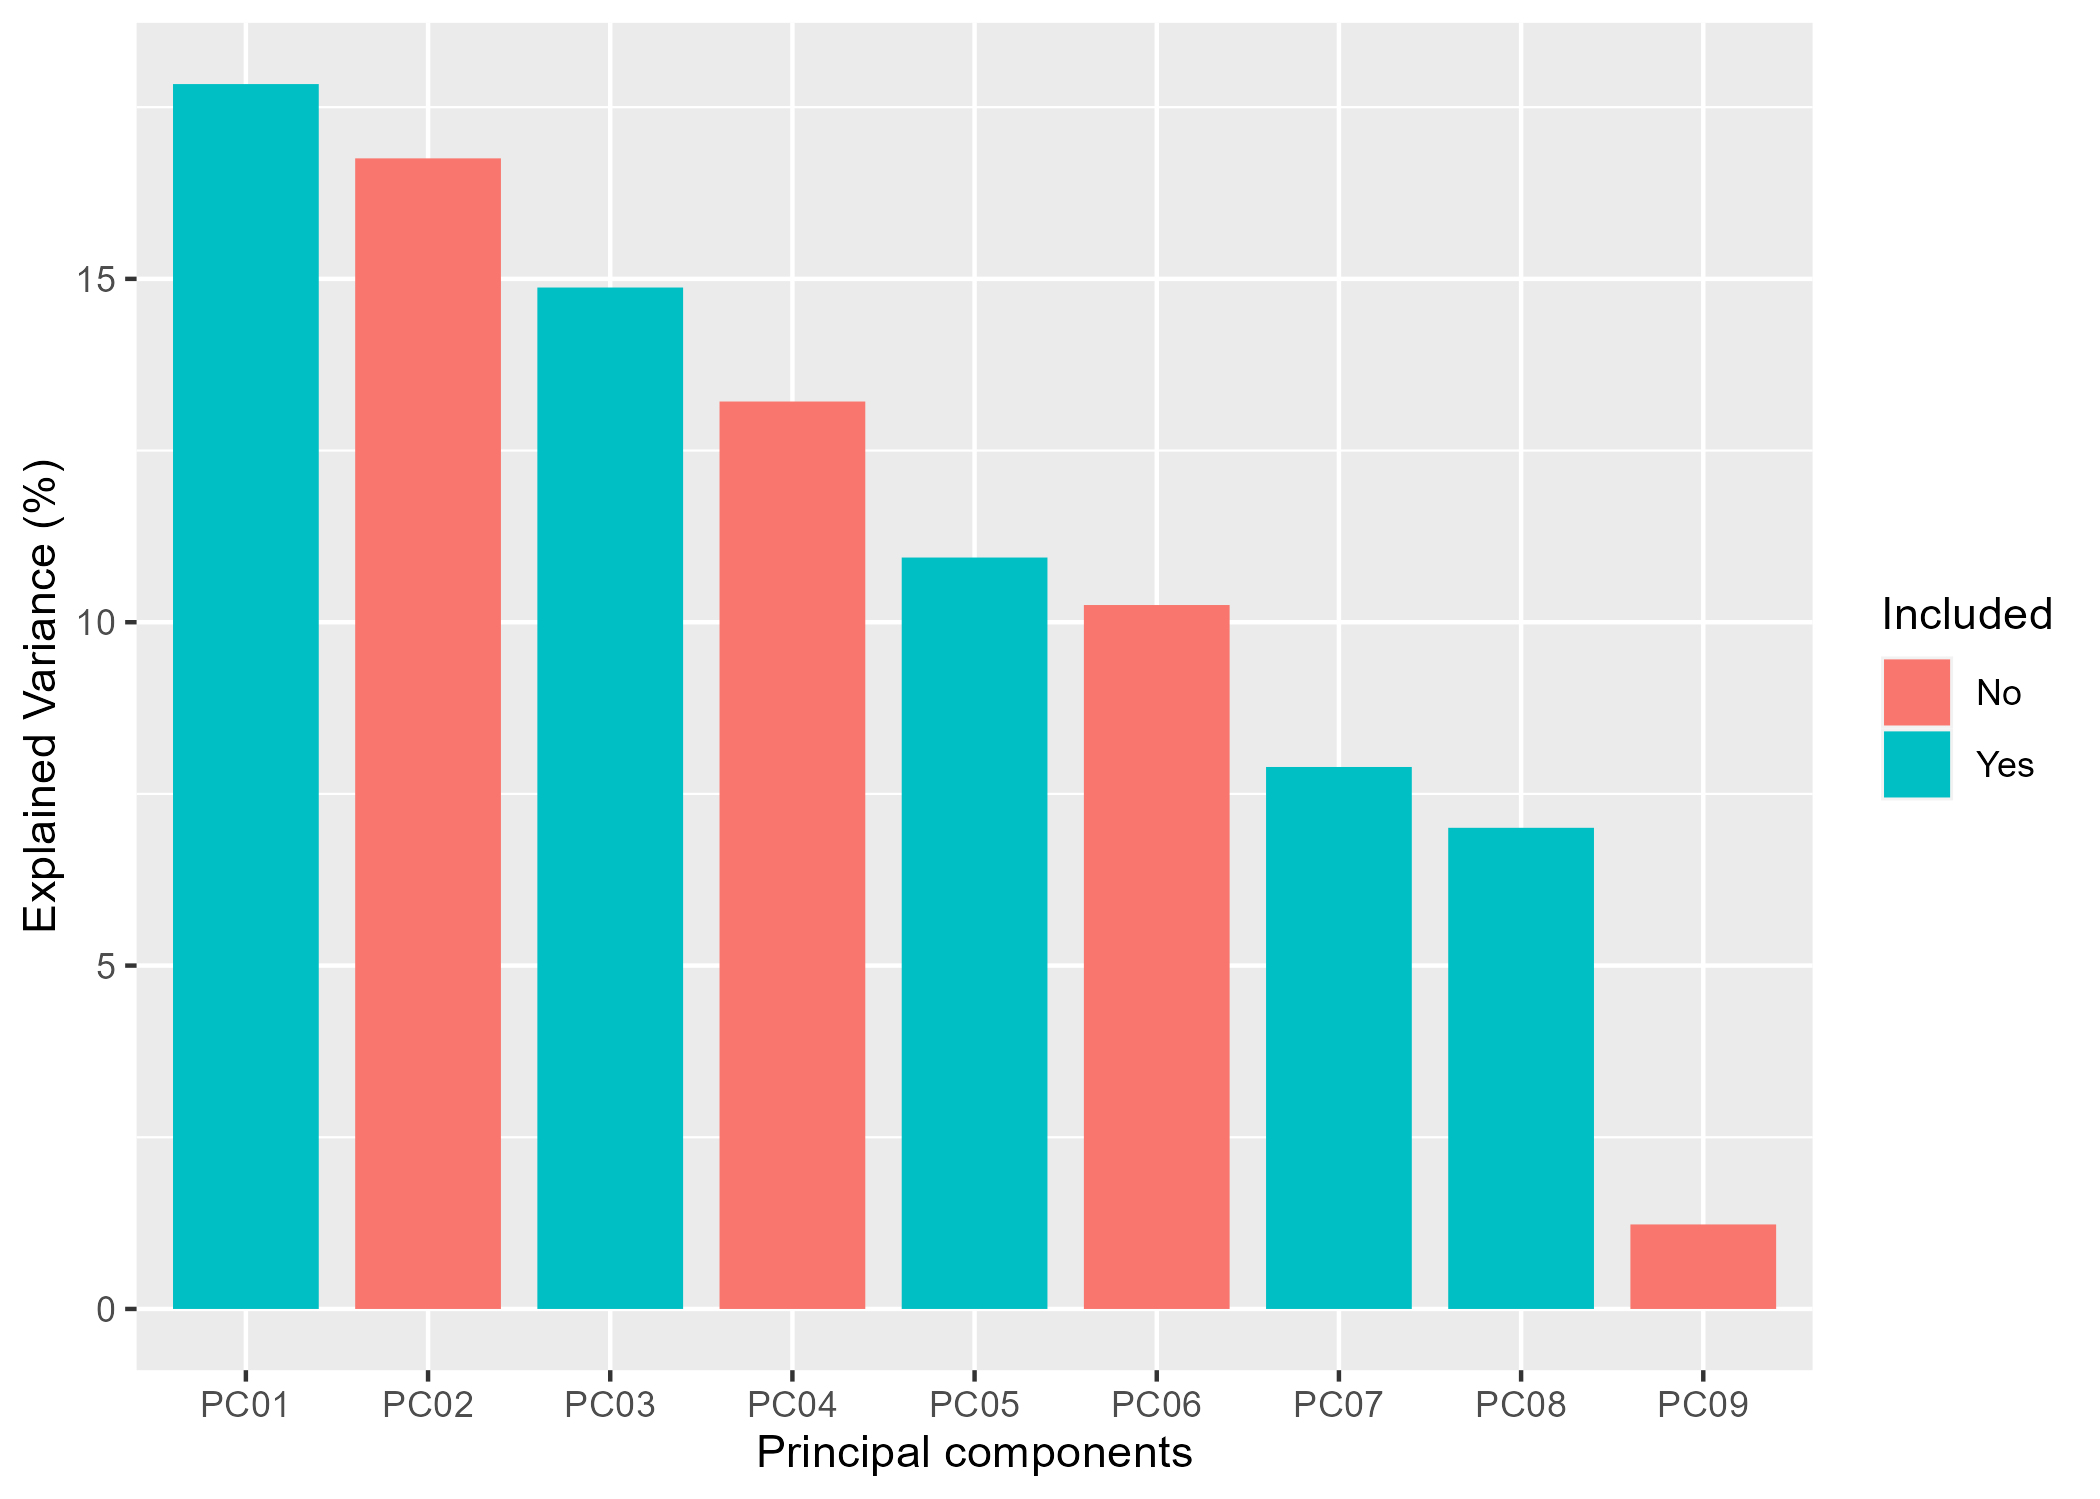 Explained Variance (%)
15
10
5
0
PC01 PC02 PC03 PC04 PC05 PC06 PC07 PC08 PC09
Principal components
Included
No
Yes